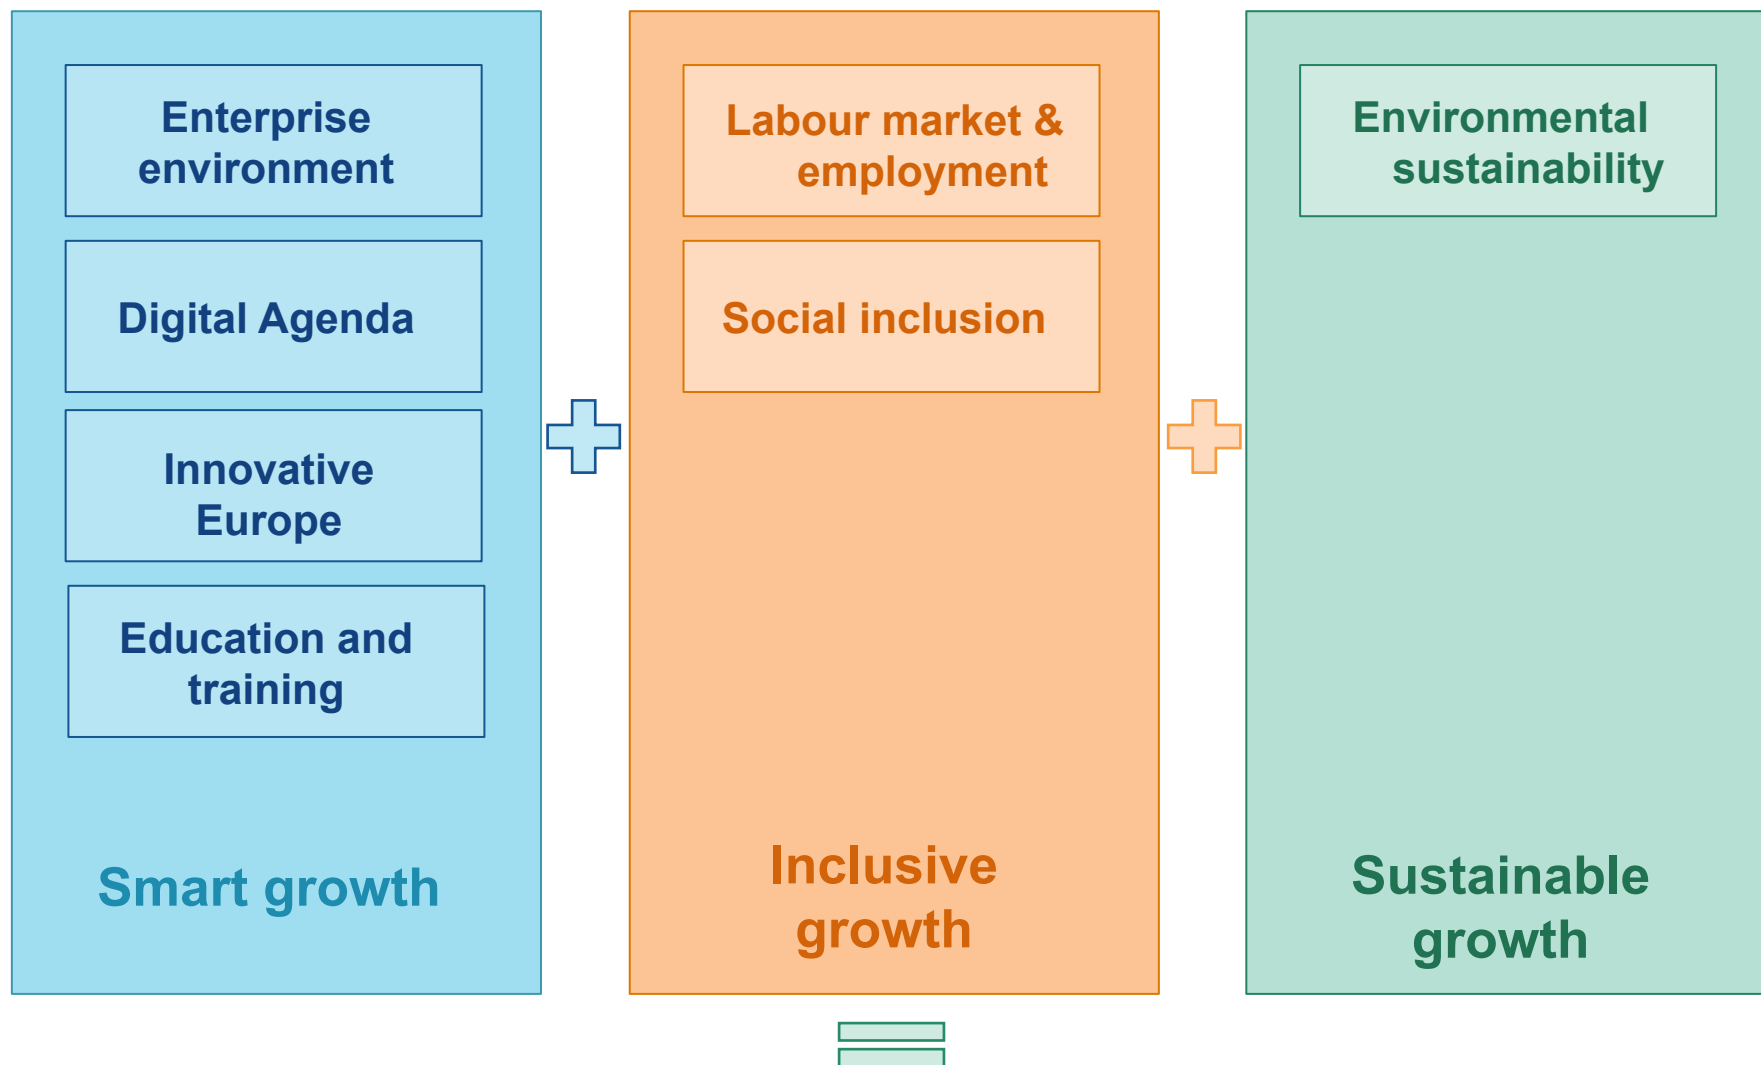 Enterprise
environment
Digital Agenda
Innovative
Europe
Education and
training
Smart growth
Labour market &
employment
Social inclusion
Inclusive
growth
Environmental
sustainability
Sustainable
growth